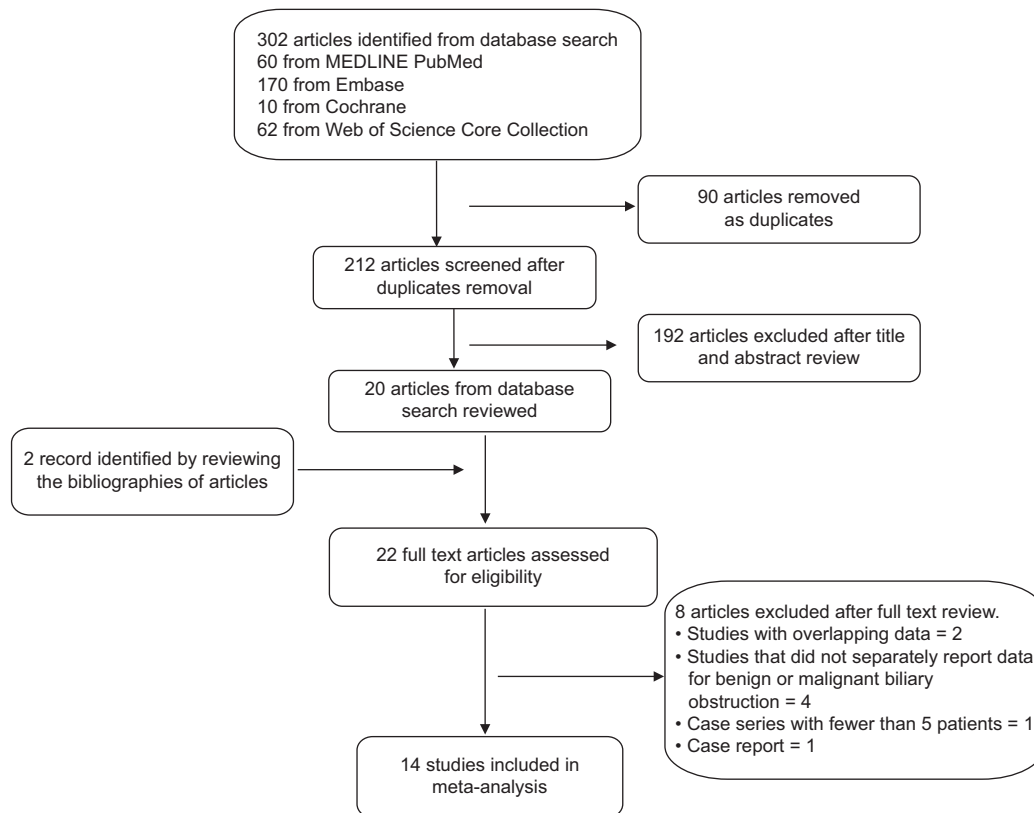 302 articles identified from database search
60 from MEDLINE PubMed
170 from Embase
10 from Cochrane
62 from Web of Science Core Collection
90 articles removed
as duplicates
212 articles screened after
duplicates removal
192 articles excluded after title
and abstract review
20 articles from database
search reviewed
2 record identified by reviewing
the bibliographies of articles
22 full text articles assessed
for eligibility
8 articles excluded after full text review.
• Studies with overlapping data = 2
• Studies that did not separately report data
for benign or malignant biliary
obstruction = 4
• Case series with fewer than 5 patients = 1
• Case report = 1
14 studies included in
meta-analysis